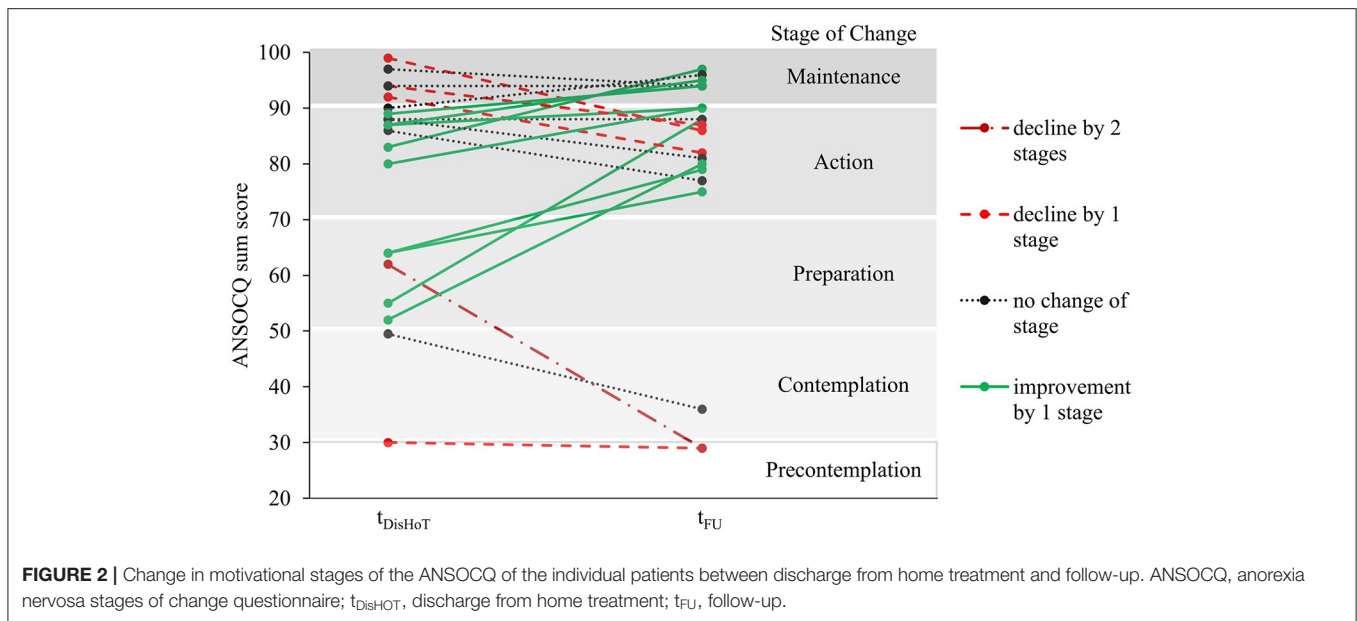 Stage of Change
ANSOCQ sum score
100
90
80
70
60
50
40
30
20
Maintenance
Action
Preparation
Contemplation
Precontemplation
tDisHoT
tFU
decline by 2
stages
decline by 1
stage
no change of
stage
improvement
by 1 stage
FIGURE 2 | Change in motivational stages of the ANSOCQ of the individual patients between discharge from home treatment and follow-up. ANSOCQ, anorexia
nervosa stages of change questionnaire; tDisHOT, discharge from home treatment; tFU, follow-up.